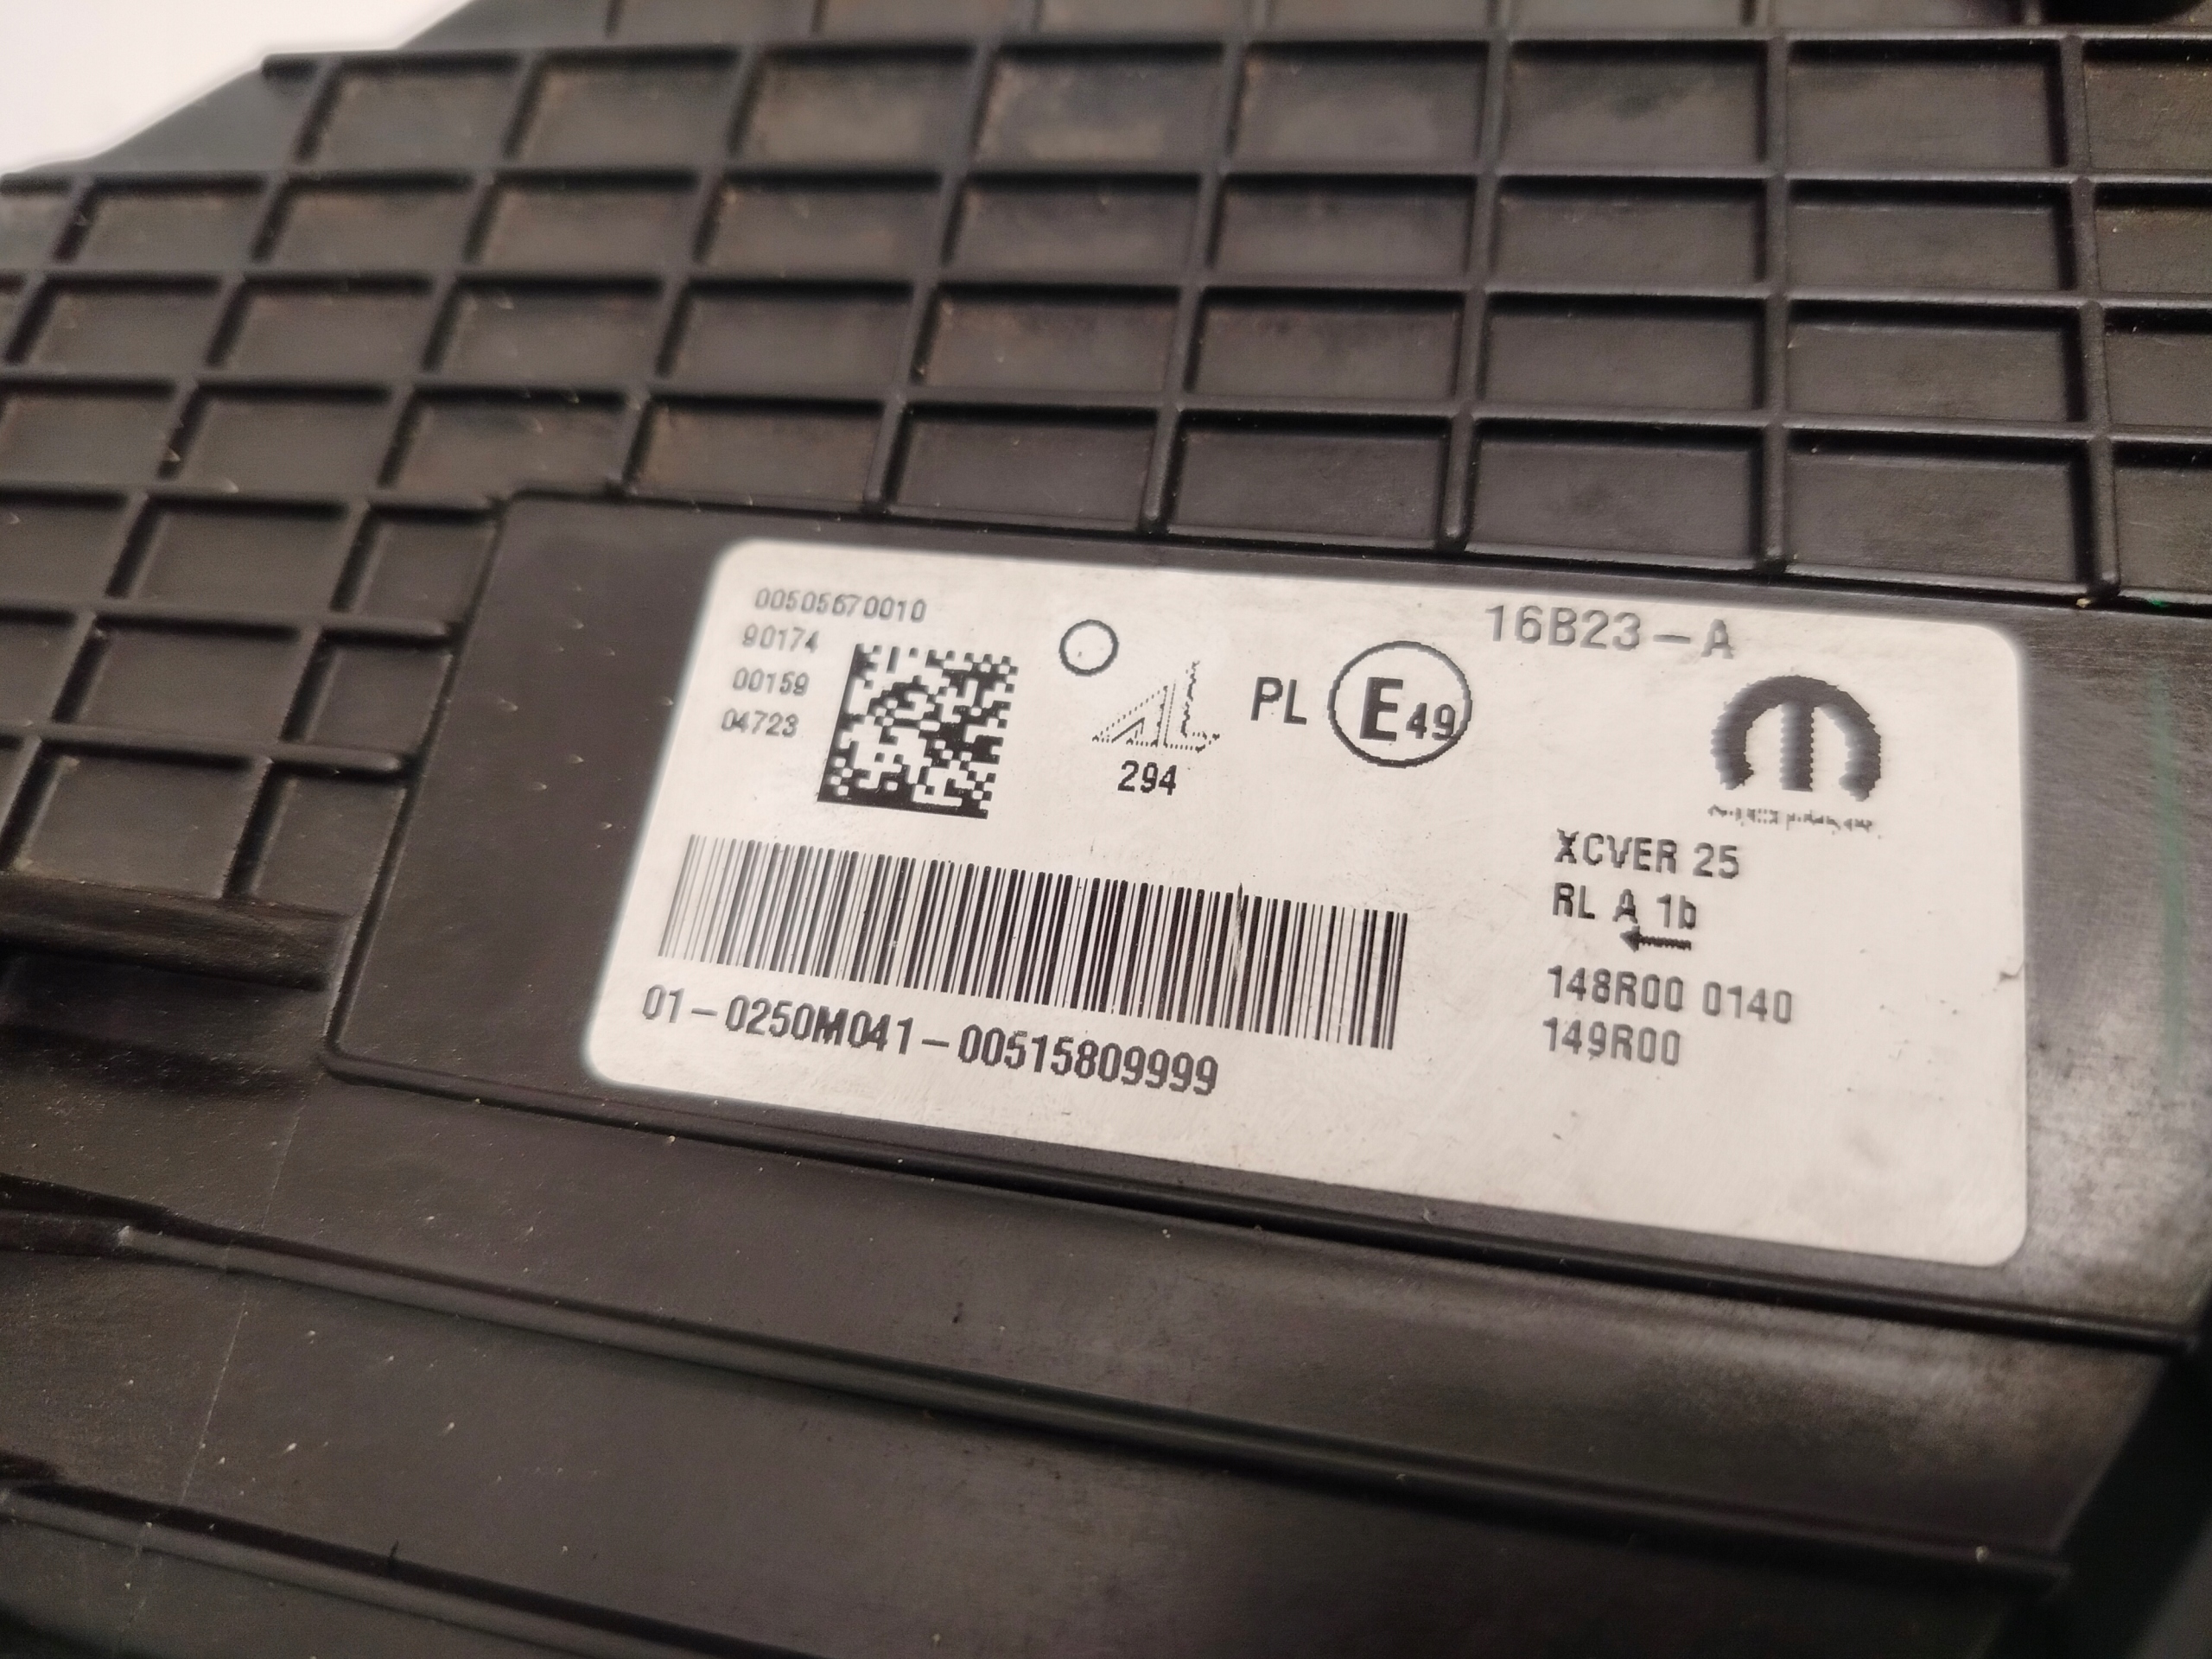 00505670010
90174
00159
04723
294
PL E49
16B23-A
XCVER 25
RL A 1b
148R00 0140
149R00
01-0250M041-00515809999